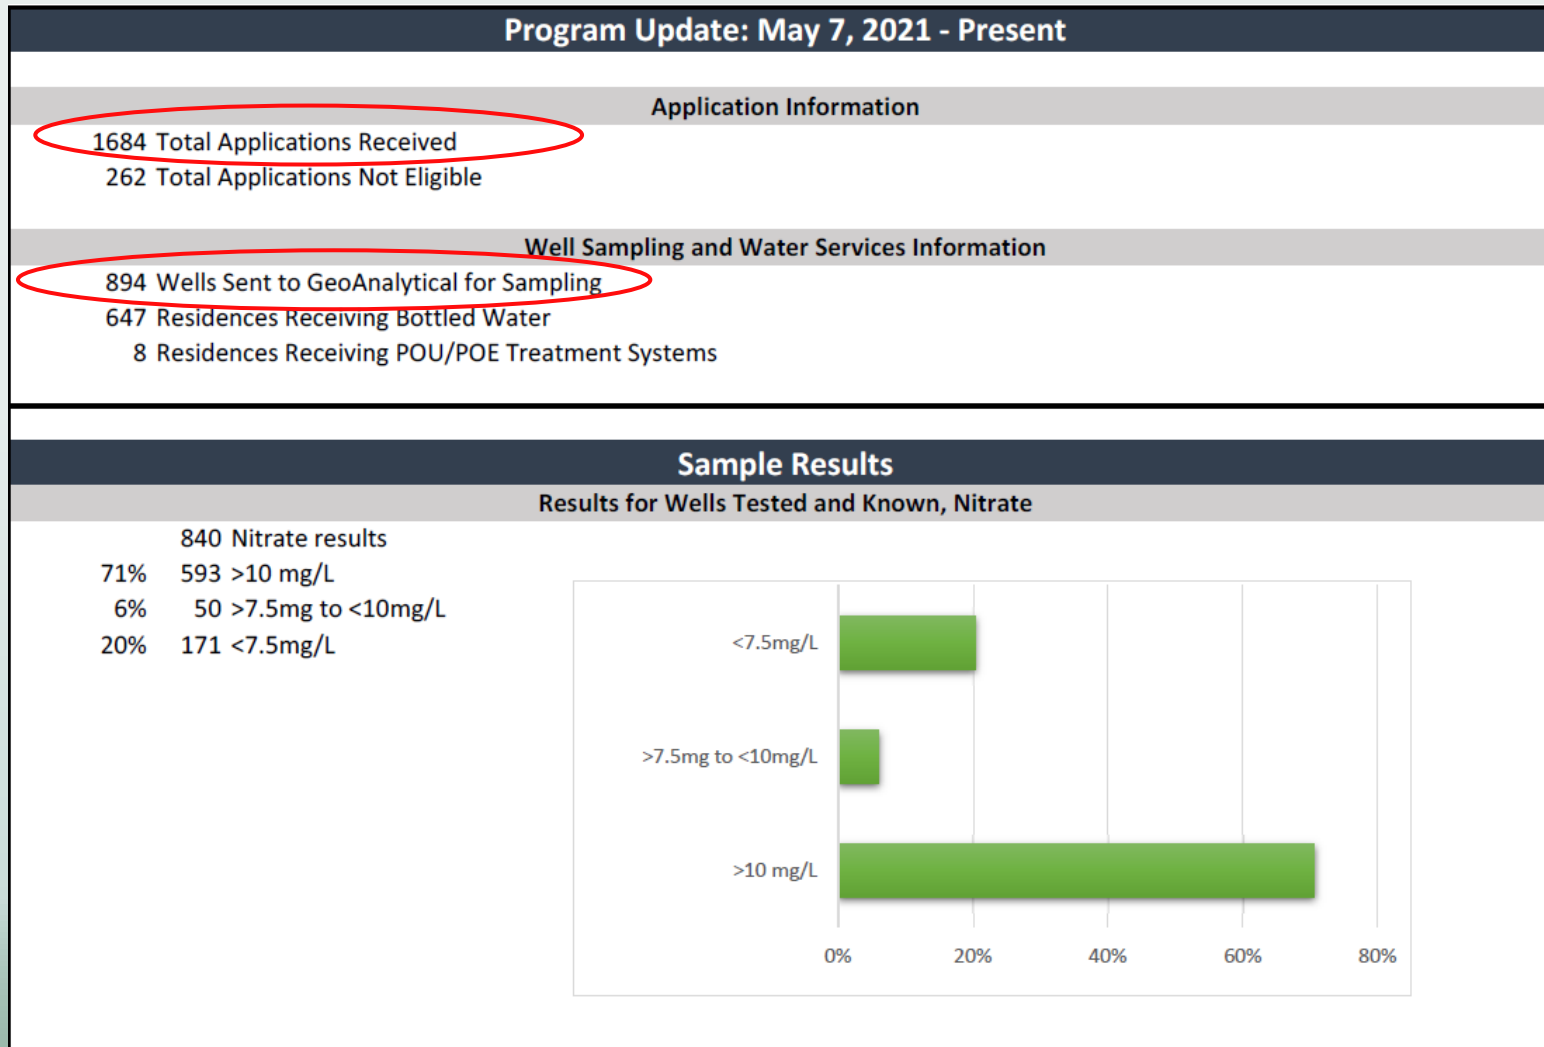 Program Update: May 7, 2021 - Present
Application Information
1684 Total Applications Received
262 Total Applications Not Eligible
Well Sampling and Water Services Information
894 Wells Sent to GeoAnalytical for Sampling
647 Residences Receiving Bottled Water
8 Residences Receiving POU/POE Treatment Systems
Sample Results
Results for Wells Tested and Known, Nitrate
840 Nitrate results
71% 593 >10 mg/L
6% 50 >7.5mg to <10mg/L
20% 171 <7.5mg/L
<7.5mg/L
>7.5mg to <10mg/L
>10 mg/L
0% 20% 40% 60% 80%